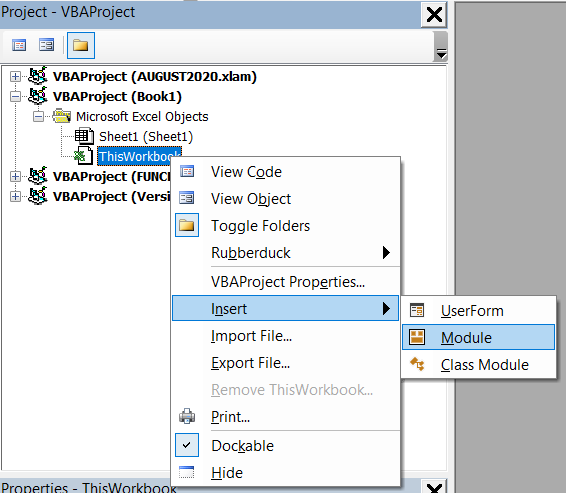 Project - VBAProject
VBAProject (AUGUST2020.xlam)
VBAProject (Book1)
Microsoft Excel Objects
Sheet1 (Sheet1)
ThisWorkbook
VBAProject (FUNC
VBAProject (Versi
View Code
View Object
Toggle Folders
Rubberduck
VBAProject Properties...
Insert
Import File...
Export File...
Remove ThisWorkbook...
Print...
Dockable
Hide
UserForm
Module
Class Module
Properties - ThisWorkbook